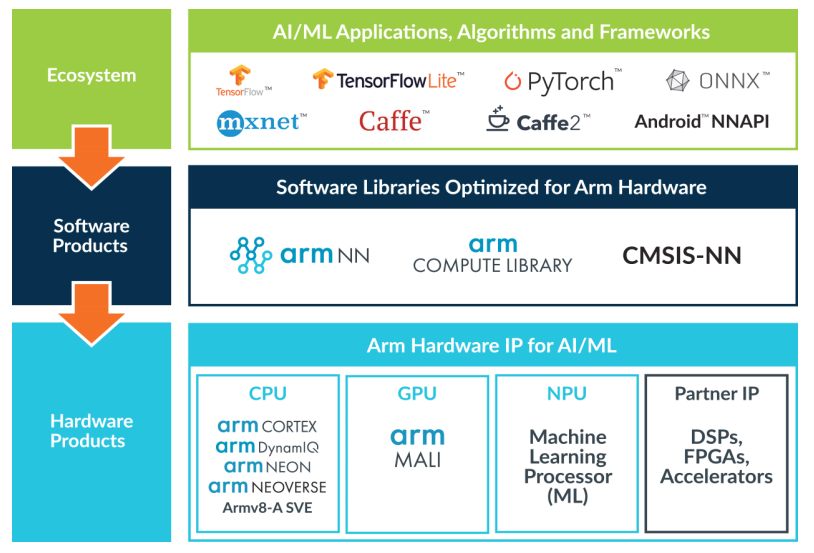 Ecosystem
AI/ML Applications, Algorithms and Frameworks
TensorFlow™
TensorFlow Lite™
PyTorch™
ONNX™
mxnet™
Caffe™
Caffe2™
Android™ NNAPI
Software
Products
Software Libraries Optimized for Arm Hardware
arm NN
arm
COMPUTE LIBRARY
CMSIS-NN
Hardware
Products
Arm Hardware IP for AI/ML
CPU
arm CORTEX
arm DynamIQ
arm NEON
arm NEOVERSE
Armv8-A SVE
GPU
arm
MALI
NPU
Machine
Learning
Processor
(ML)
Partner IP
DSPs,
FPGAs,
Accelerators